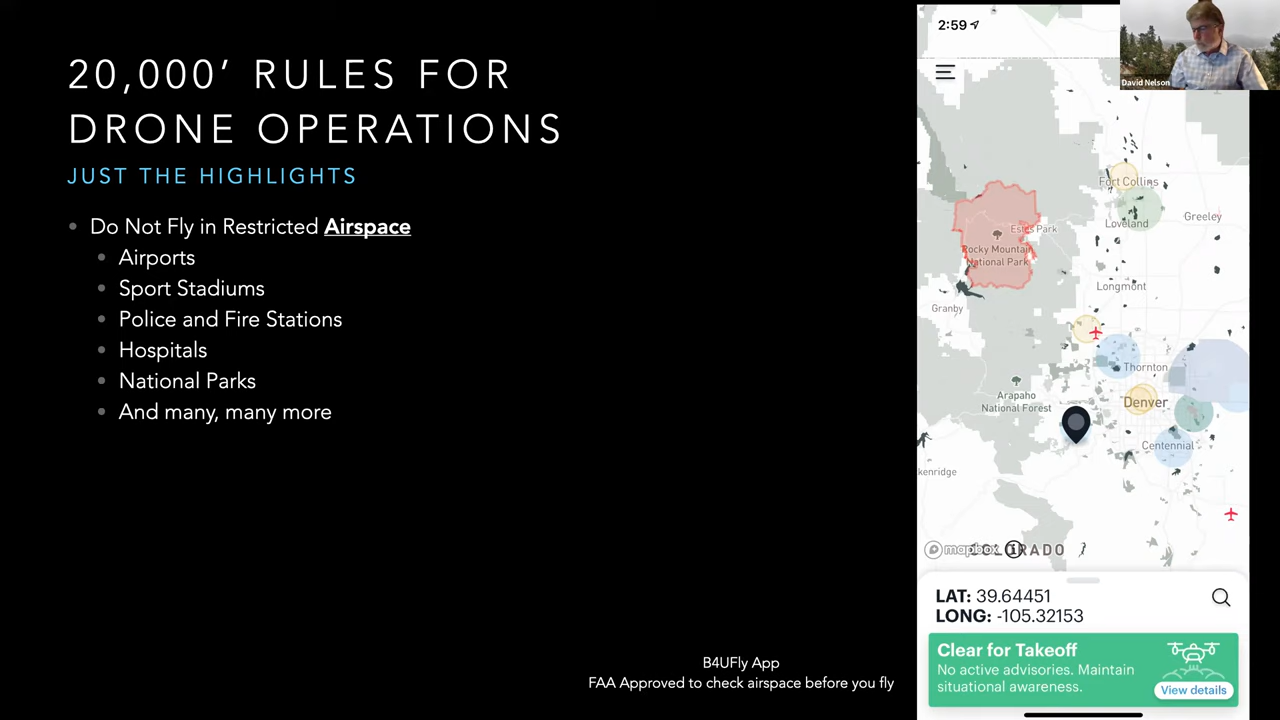 20,000’ RULES FOR
DRONE OPERATIONS
JUST THE HIGHLIGHTS
Do Not Fly in Restricted Airspace
Airports
Sport Stadiums
Police and Fire Stations
Hospitals
National Parks
And many, many more
B4UFly App
FAA Approved to check airspace before you fly
2:59
David Nelson
Fort Collins
Greeley
Loveland
Estes Park
Rocky Mountain
National Park
Longmont
Granby
Thornton
Arapaho
National Forest
Denver
Centennial
kenridge
mapbox
COLORADO
LAT: 39.64451
LONG: -105.32153
Clear for Takeoff
No active advisories. Maintain
situational awareness.
View details